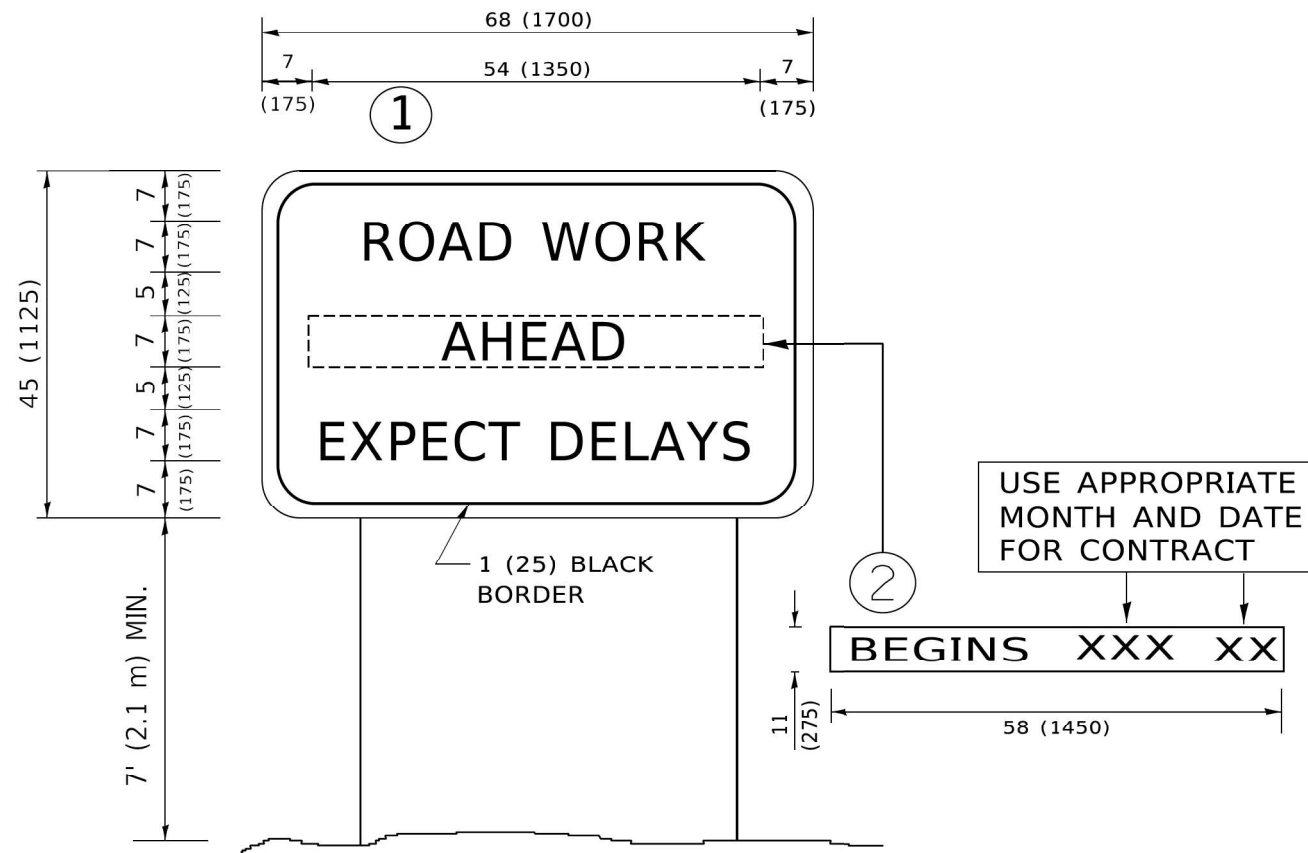 68 (1700)
7
54 (1350)
7
(175)
(175)
1
45 (1125)
7
(175)
7
(175)
5
(125)
7
(175)
5
(125)
7
(175)
7
(175)
ROAD WORK
AHEAD
EXPECT DELAYS
1 (25) BLACK
BORDER
7' (2.1 m) MIN.
USE APPROPRIATE
MONTH AND DATE
FOR CONTRACT
2
BEGINS XXX XX
11
(275)
58 (1450)